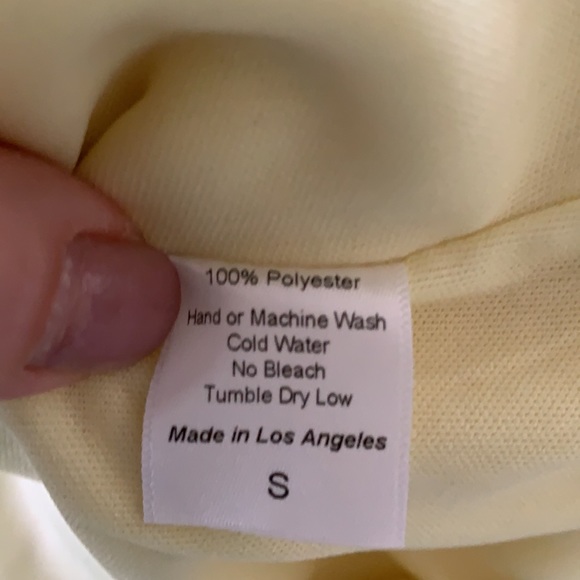 100% Polyester
Hand or Machine Wash
Cold Water
No Bleach
Tumble Dry Low
Made in Los Angeles
S